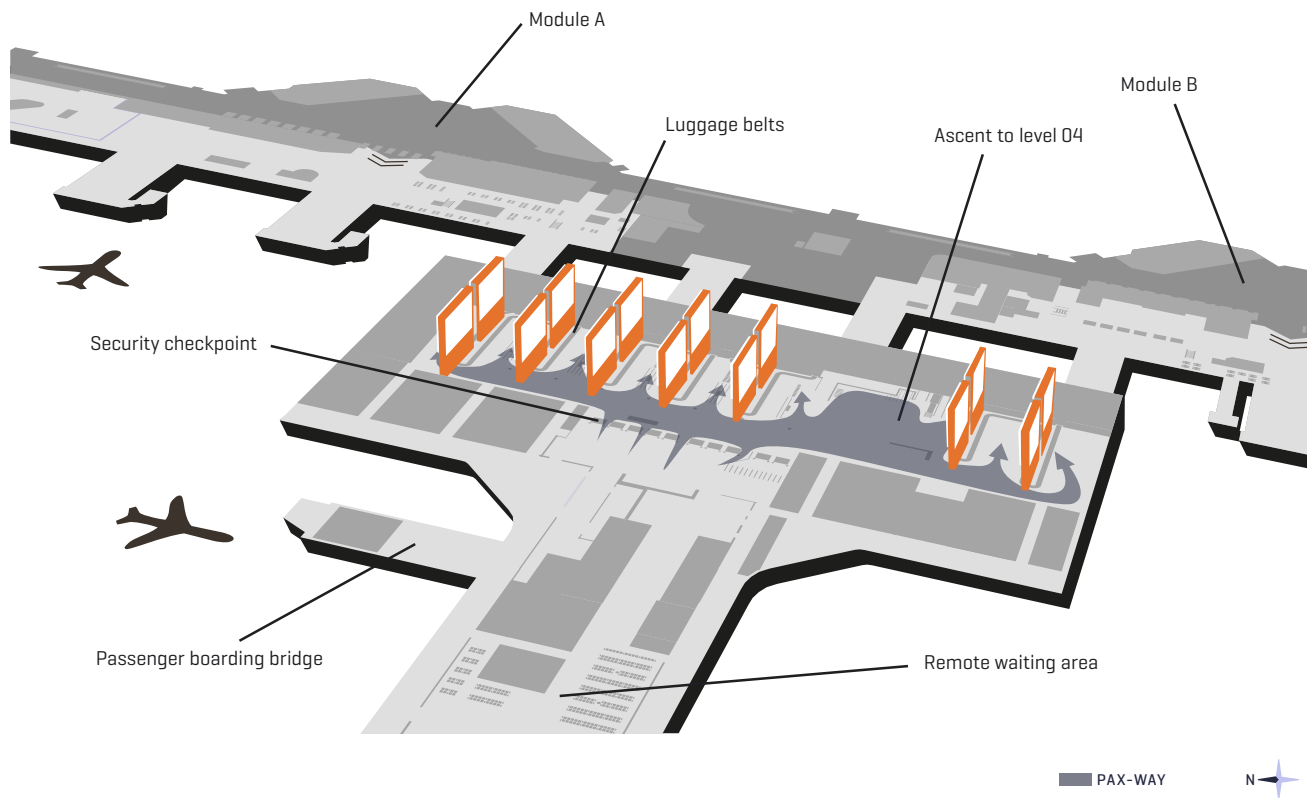 Module A
Module B
Luggage belts
Ascent to level 04
Security checkpoint
Passenger boarding bridge
Remote waiting area
PAX-WAY
N